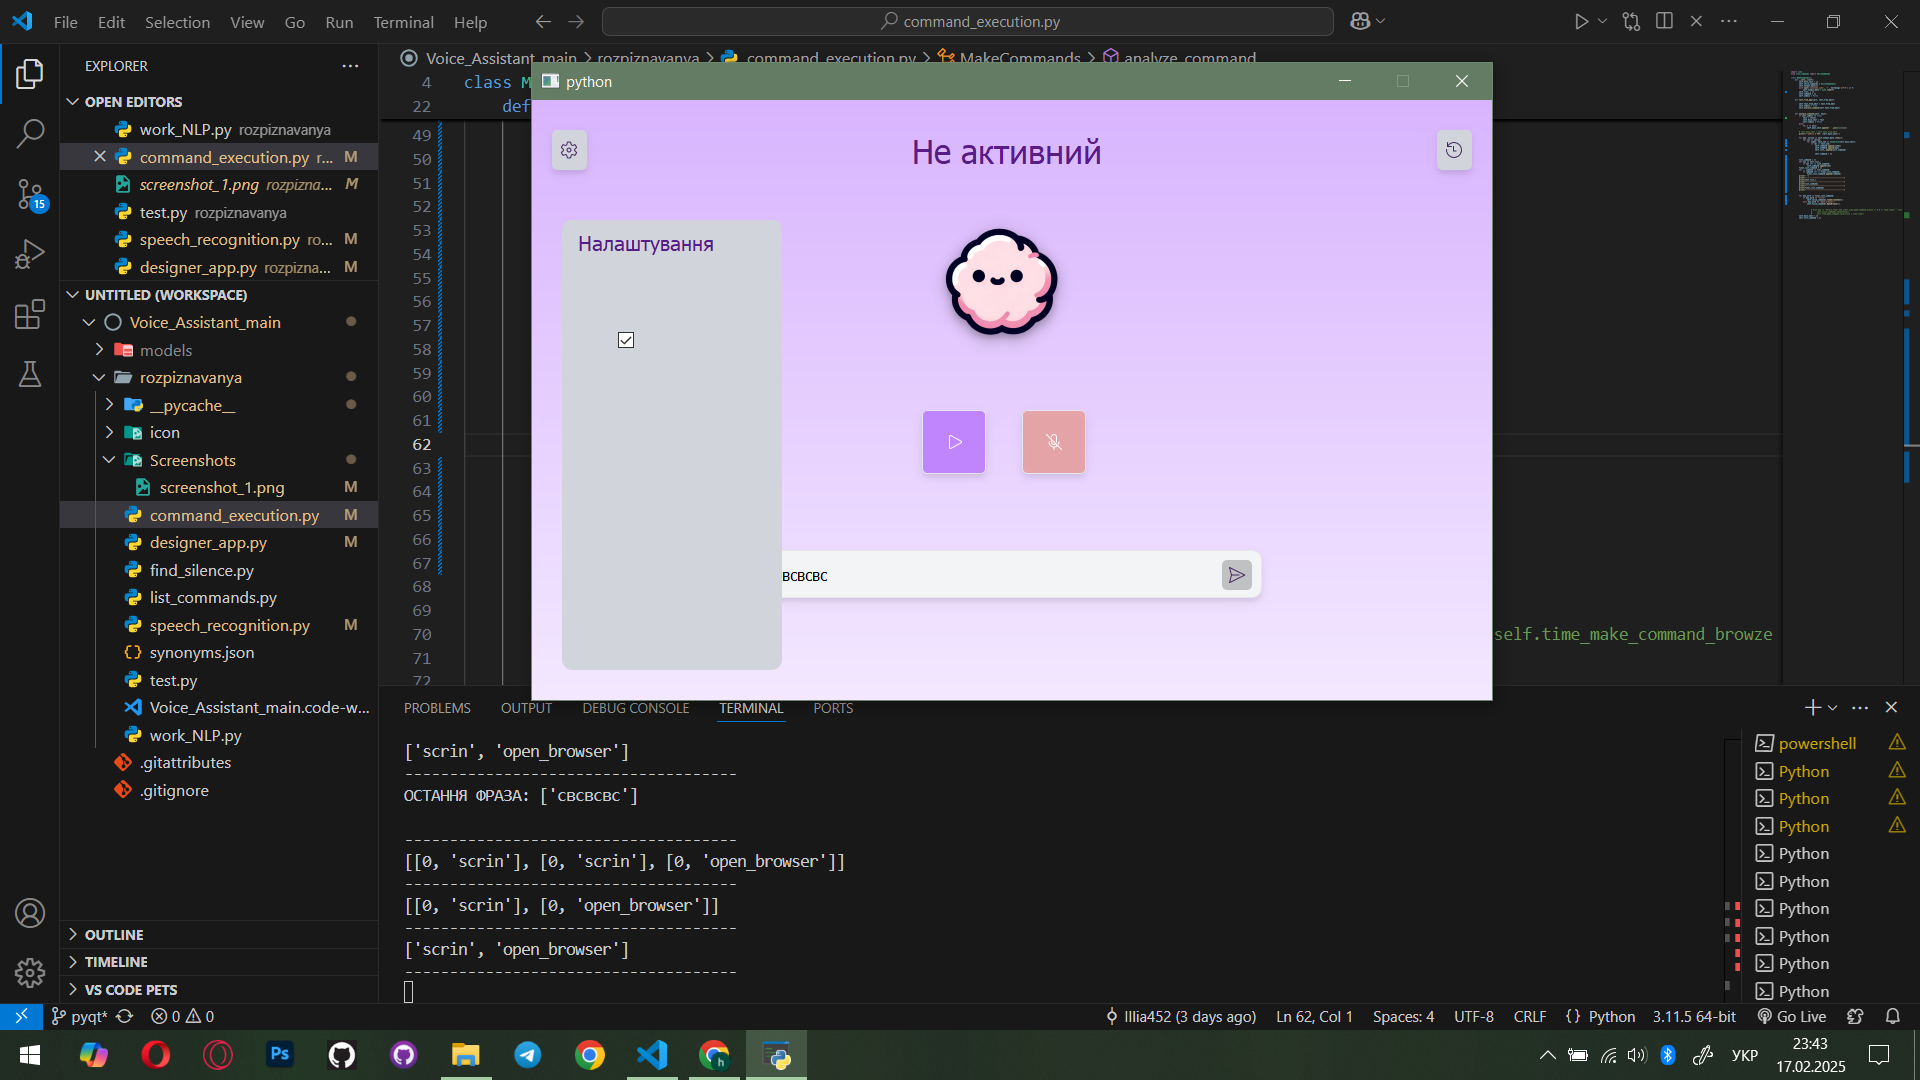 File Edit Selection View Go Run Terminal Help
command_execution.py
EXPLORER
OPEN EDITORS
work_NLP.py rozpiznavanya
command_execution.py r... M
screenshot_1.png rozpizna... M
test.py rozpiznavanya
speech_recognition.py ro... M
designer_app.py rozpizna... M
UNTITLED (WORKSPACE)
Voice_Assistant_main
models
rozpiznavanya
__pycache__
icon
Screenshots
screenshot_1.png M
command_execution.py M
designer_app.py M
find_silence.py
list_commands.py
speech_recognition.py M
synonyms.json
test.py
Voice_Assistant_main.code-w...
work_NLP.py
.gitattributes
.gitignore
OUTLINE
TIMELINE
VS CODE PETS
15
Voice_Assistant_main > rozpiznavanya > command_execution.py > MakeCommands > analyze_command
4 class M
22 def
49
50
51
52
53
54
55
56
57
58
59
60
61
62
63
64
65
66
67
68
69
70 self.time_make_command_browze
71
72
python
Не активний
Налаштування
всвсвс
PROBLEMS OUTPUT DEBUG CONSOLE TERMINAL PORTS
['scrin', 'open_browser']
------------------------------------
ОСТАННЯ ФРАЗА: ['свсвсвс']
------------------------------------
[[0, 'scrin'], [0, 'scrin'], [0, 'open_browser']]
------------------------------------
[[0, 'scrin'], [0, 'open_browser']]
------------------------------------
['scrin', 'open_browser']
------------------------------------
powershell
Python
Python
Python
Python
Python
Python
Python
Python
Python
pyqt* 0 0
Illia452 (3 days ago) Ln 62, Col 1 Spaces: 4 UTF-8 CRLF {} Python 3.11.5 64-bit Go Live
Ps
h
УКР
23:43
17.02.2025